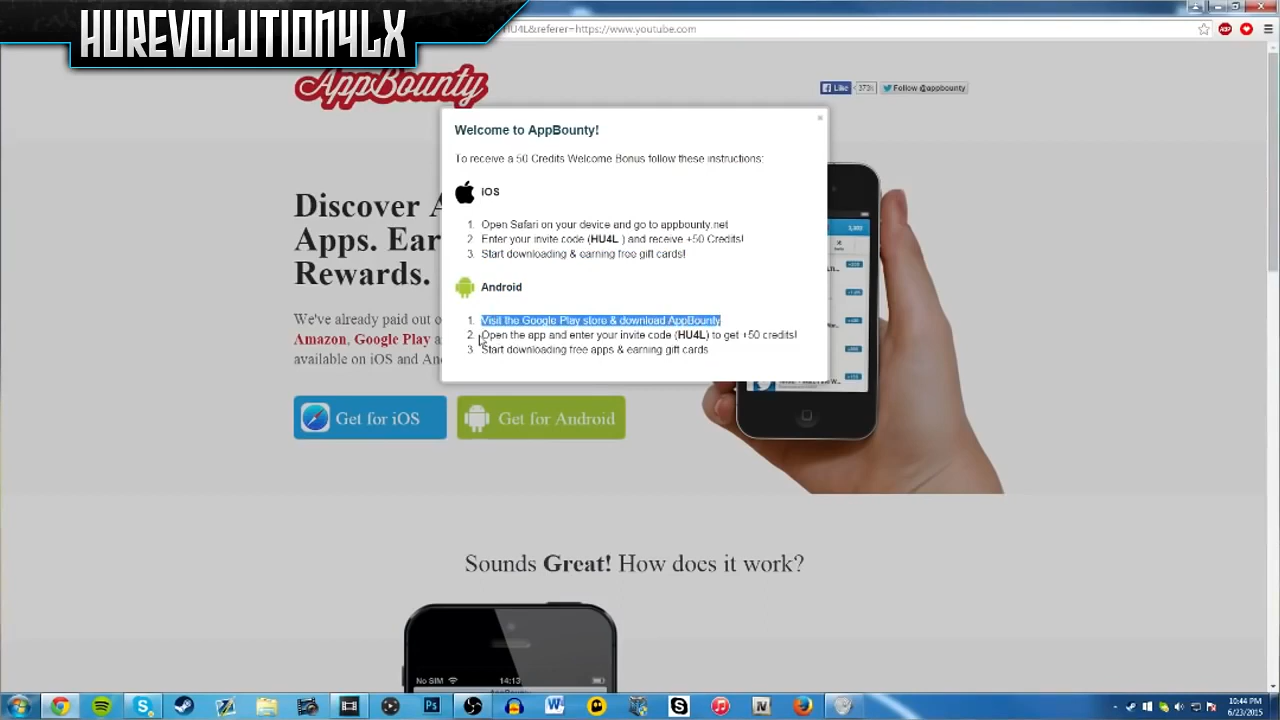 HUREVOLUTION4LX
HU4L&referer=https://www.youtube.com
AppBounty
Like
Follow @appbounty
Welcome to AppBounty!
To receive a 50 Credits Welcome Bonus follow these instructions:
iOS
1. Open Safari on your device and go to appbounty.net
2. Enter your invite code (HU4L ) and receive +50 Credits!
3. Start downloading & earning free gift cards!
Android
1. Visit the Google Play store & download AppBounty
2. Open the app and enter your invite code (HU4L) to get +50 credits!
3. Start downloading free apps & earning gift cards
Discover A
Apps. Ear
Rewards.
We've already paid out o
Amazon, Google Play
available on iOS and An
Get for iOS
Get for Android
Sounds Great! How does it work?
No SIM
14:13
AppBounty
10:44 PM
6/23/2015